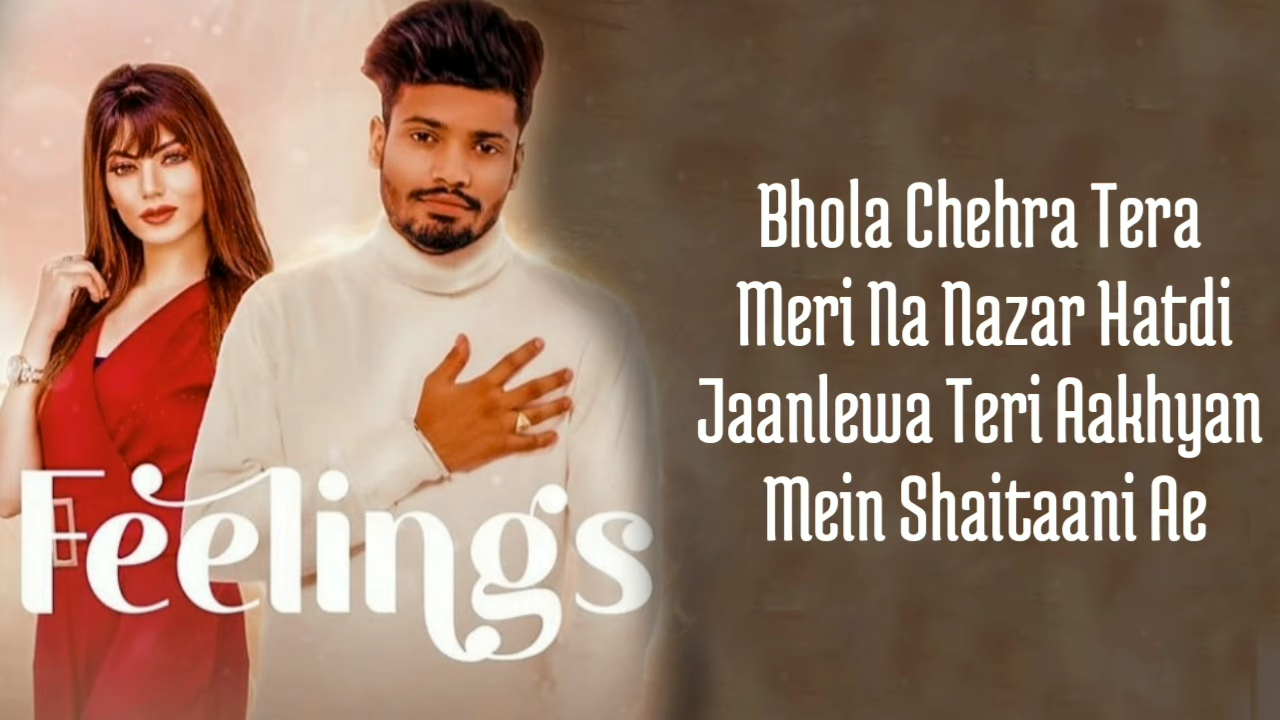 Feelings
Bhola Chehra Tera
Meri Na Nazar Hatdi
Jaanlewa Teri Aakhyan
Mein Shaitaani Ae